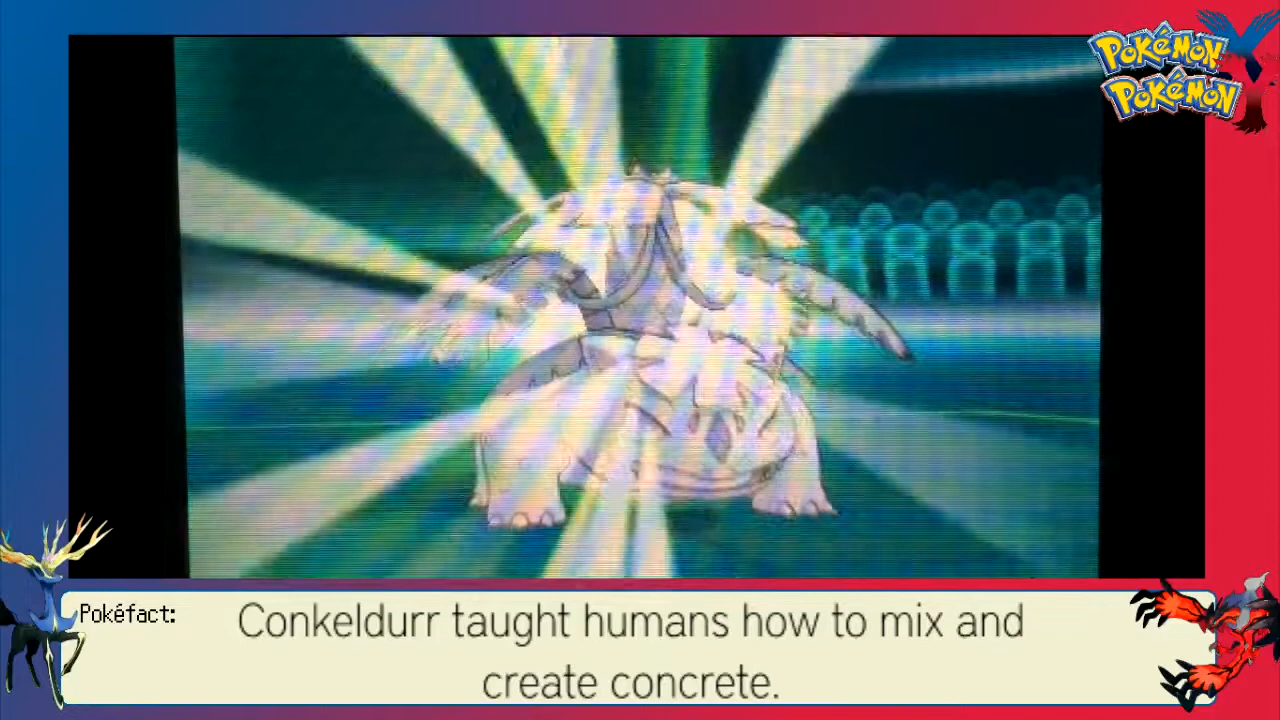 POKéMON
POKéMON
Pokéfact:
Conkeldurr taught humans how to mix and
create concrete.